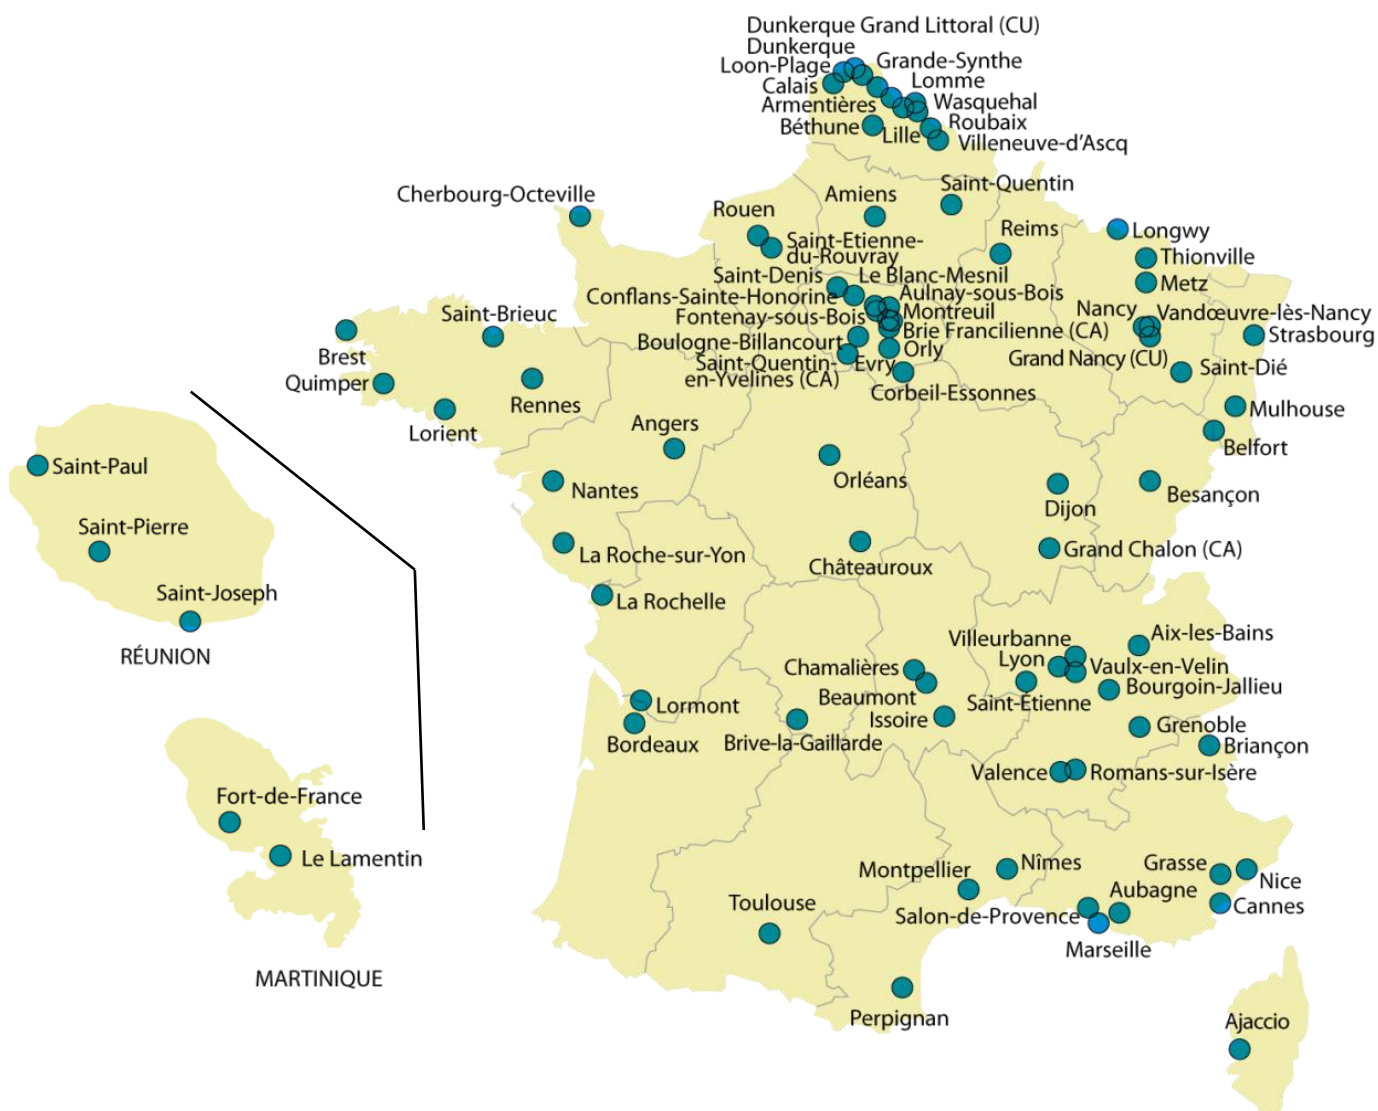 Dunkerque Grand Littoral (CU)
Dunkerque
Loon-Plage
Grande-Synthe
Calais
Lomme
Armentières
Wasquehal
Béthune
Lille
Roubaix
Villeneuve-d’Ascq
Cherbourg-Octeville
Amiens
Saint-Quentin
Rouen
Saint-Etienne-
du-Rouvray
Reims
Longwy
Thionville
Metz
Saint-Denis
Le Blanc-Mesnil
Conflans-Sainte-Honorine
Aulnay-sous-Bois
Fontenay-sous-Bois
Montreuil
Brie Francilienne (CA)
Boulogne-Billancourt
Orly
Saint-Quentin-
en-Yvelines (CA)
Evry
Corbeil-Essonnes
Nancy
Vandœuvre-lès-Nancy
Strasbourg
Grand Nancy (CU)
Saint-Dié
Mulhouse
Belfort
Saint-Brieuc
Brest
Quimper
Lorient
Rennes
Angers
Orléans
Nantes
Dijon
Besançon
La Roche-sur-Yon
Châteauroux
Grand Chalon (CA)
La Rochelle
Saint-Paul
Saint-Pierre
Saint-Joseph
RÉUNION
Villeurbanne
Aix-les-Bains
Lyon
Vaulx-en-Velin
Chamalières
Bourgoin-Jallieu
Beaumont
Saint-Etienne
Issoire
Lormont
Bordeaux
Brive-la-Gaillarde
Grenoble
Briançon
Valence
Romans-sur-Isère
Fort-de-France
Le Lamentin
MARTINIQUE
Montpellier
Nîmes
Grasse
Nice
Aubagne
Cannes
Salon-de-Provence
Marseille
Toulouse
Perpignan
Ajaccio